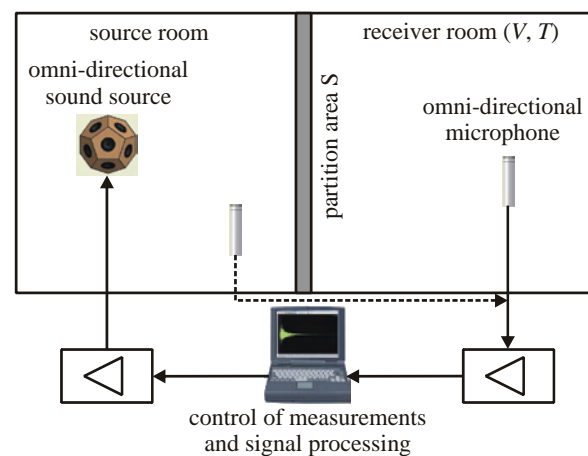 source room
receiver room (V, T)
omni-directional
sound source
partition area S
omni-directional
microphone
control of measurements
and signal processing